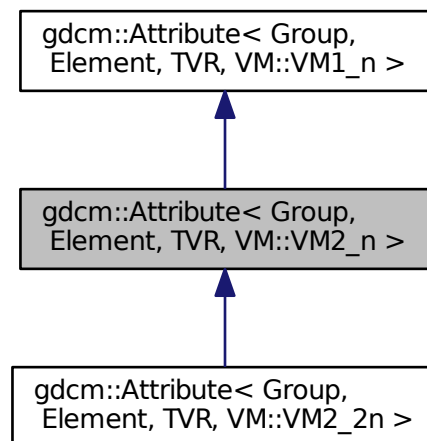 gdcm::Attribute< Group,
Element, TVR, VM::VM1_n >
gdcm::Attribute< Group,
Element, TVR, VM::VM2_n >
gdcm::Attribute< Group,
Element, TVR, VM::VM2_2n >